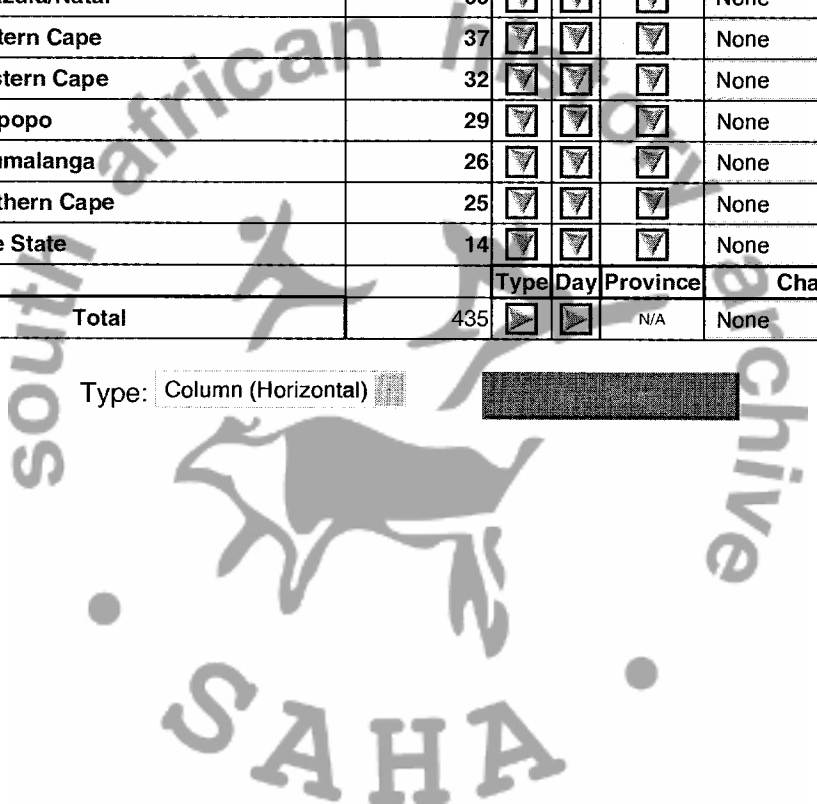 tern Cape 37 None
stern Cape 32 None
popo 29 None
umalanga 26 None
thern Cape 25 None
e State 14 None
Type Day Province Cha
Total 435 N/A None
Type: Column (Horizontal)
south african history archive
SAHA